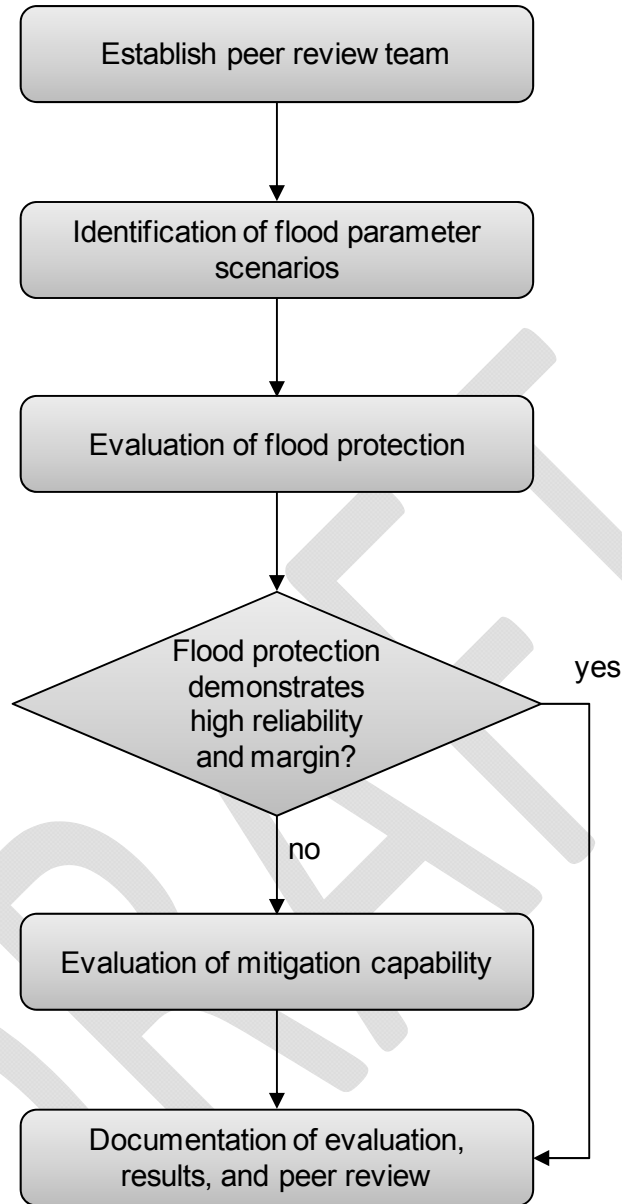 Establish peer review team
Identification of flood parameter
scenarios
Evaluation of flood protection
Flood protection
demonstrates
high reliability
and margin?
yes
no
Evaluation of mitigation capability
Documentation of evaluation,
results, and peer review
DRAFT